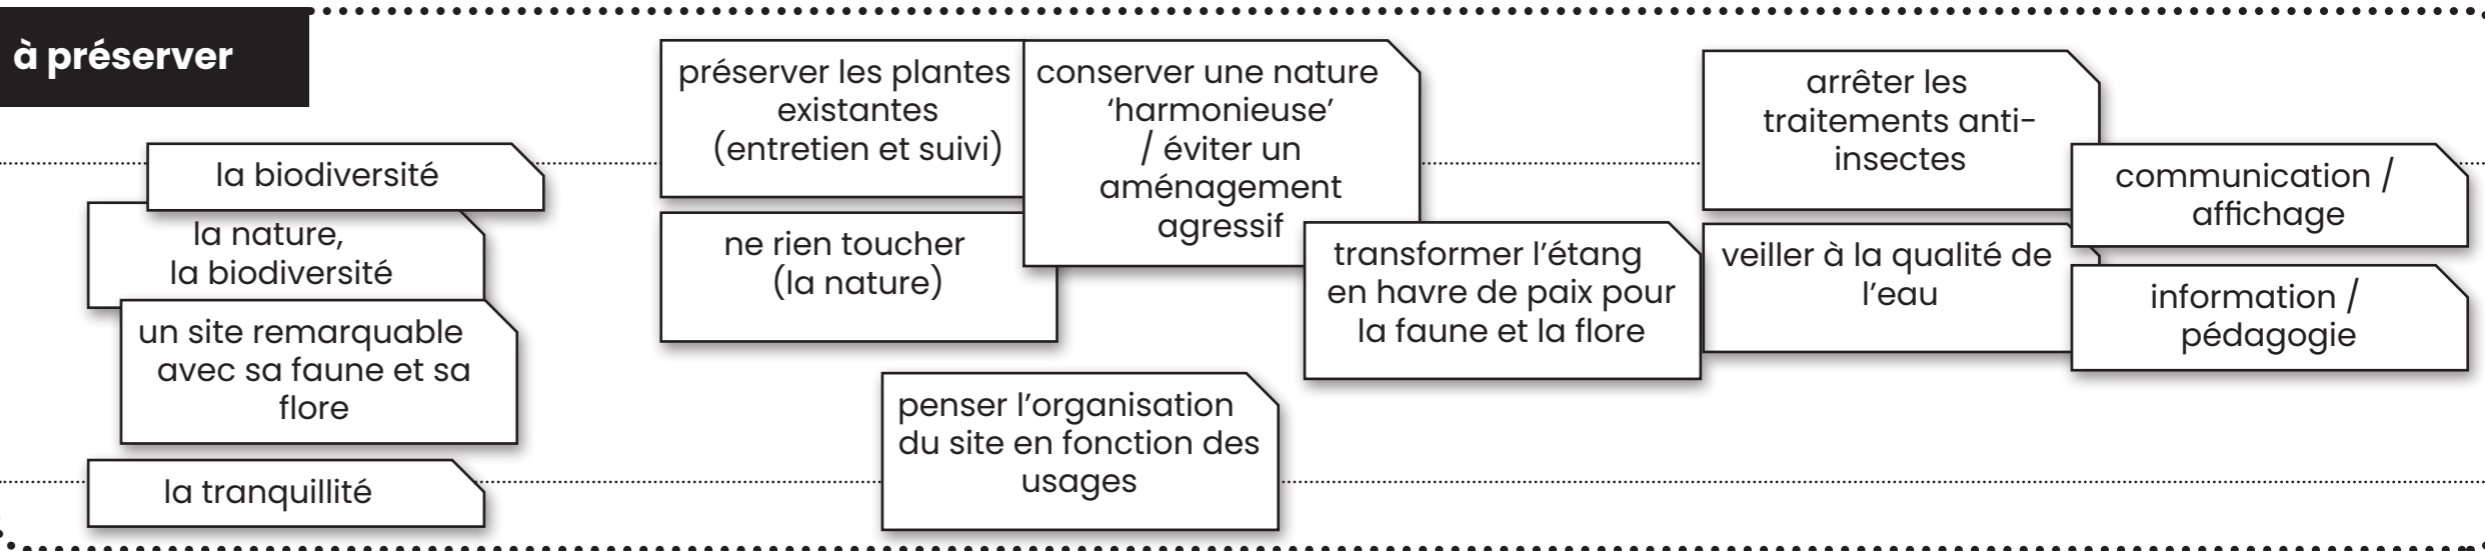 à préserver
la biodiversité
la nature,
la biodiversité
un site remarquable
avec sa faune et sa
flore
la tranquillité
préserver les plantes
existantes
(entretien et suivi)
ne rien toucher
(la nature)
conserver une nature
‘harmonieuse’
/ éviter un
aménagement
agressif
transformer l’étang
en havre de paix pour
la faune et la flore
penser l’organisation
du site en fonction des
usages
arrêter les
traitements anti-
insectes
veiller à la qualité de
l’eau
communication /
affichage
information /
pédagogie